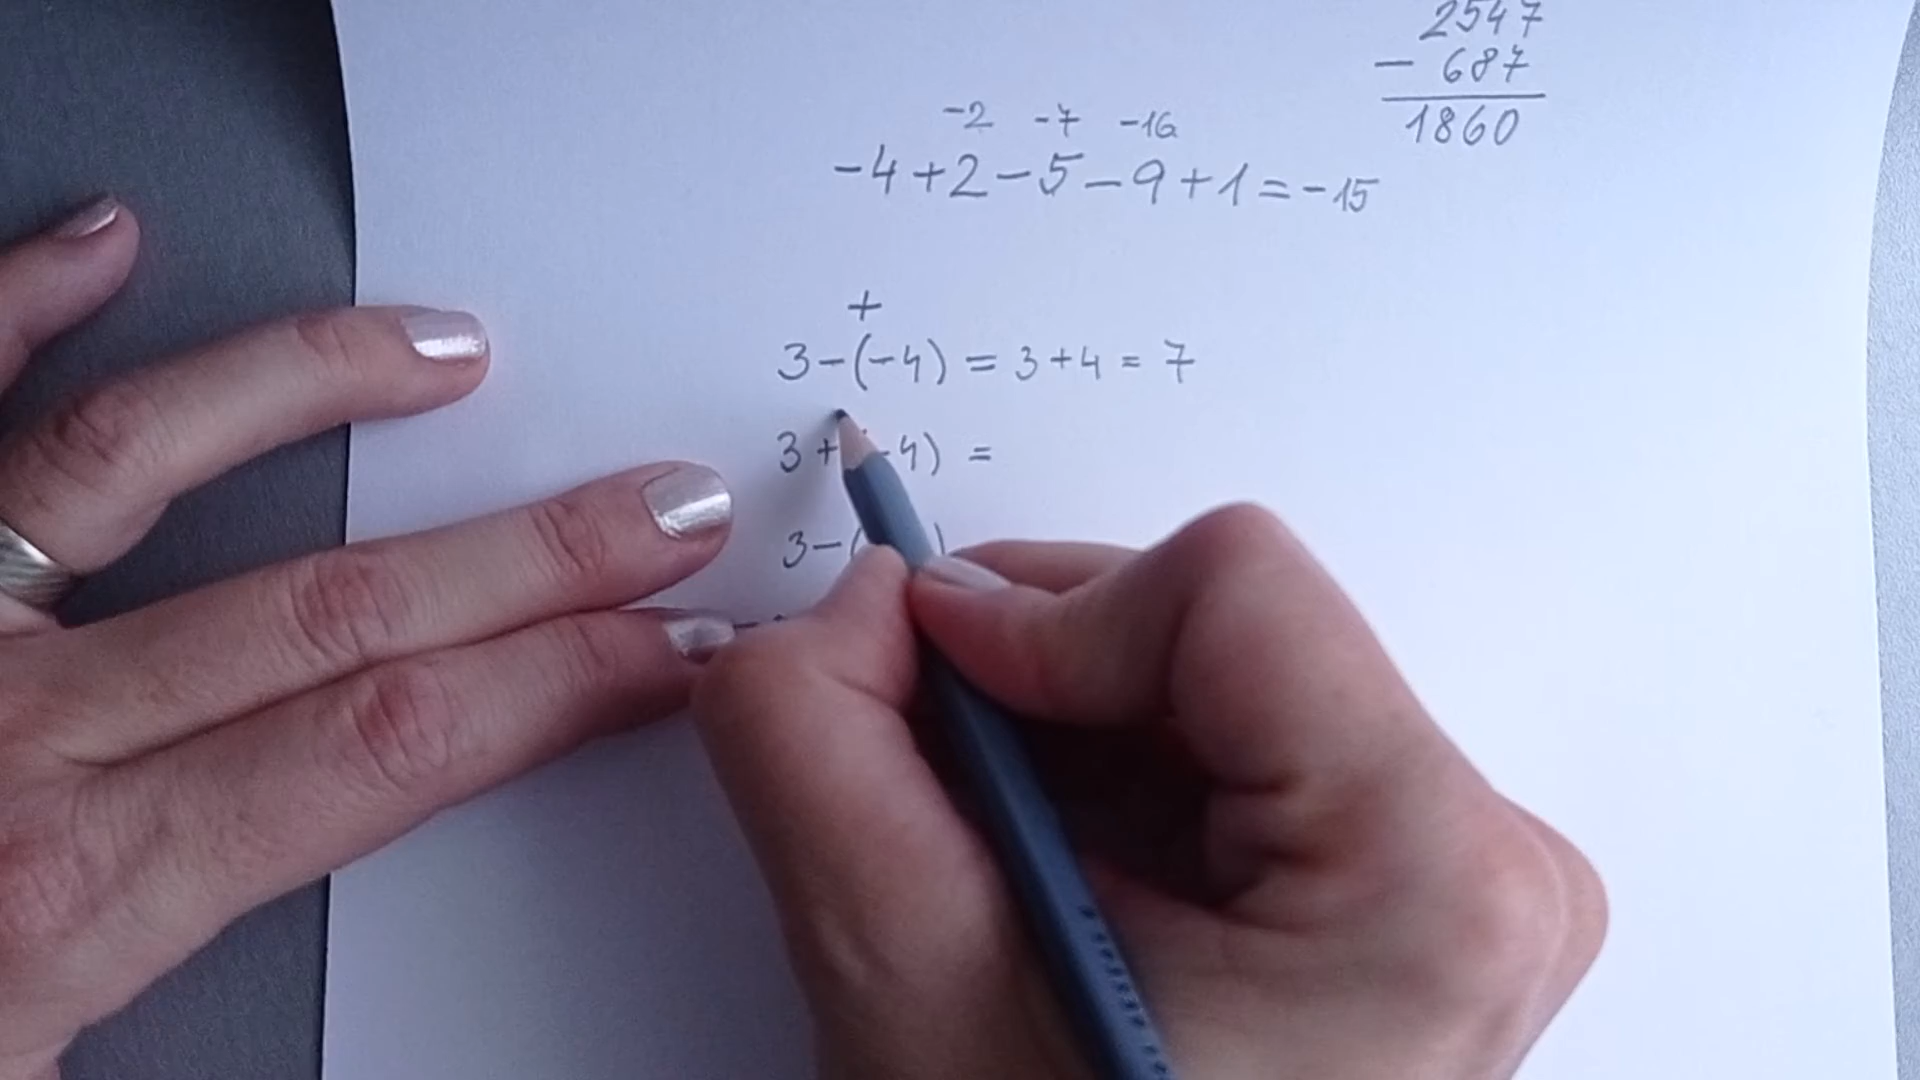 2547
- 687
1860
-2 -7 -16
-4+2-5-9+1=-15
+
3-(-4) = 3+4 = 7
3+ -4) =
3-( )